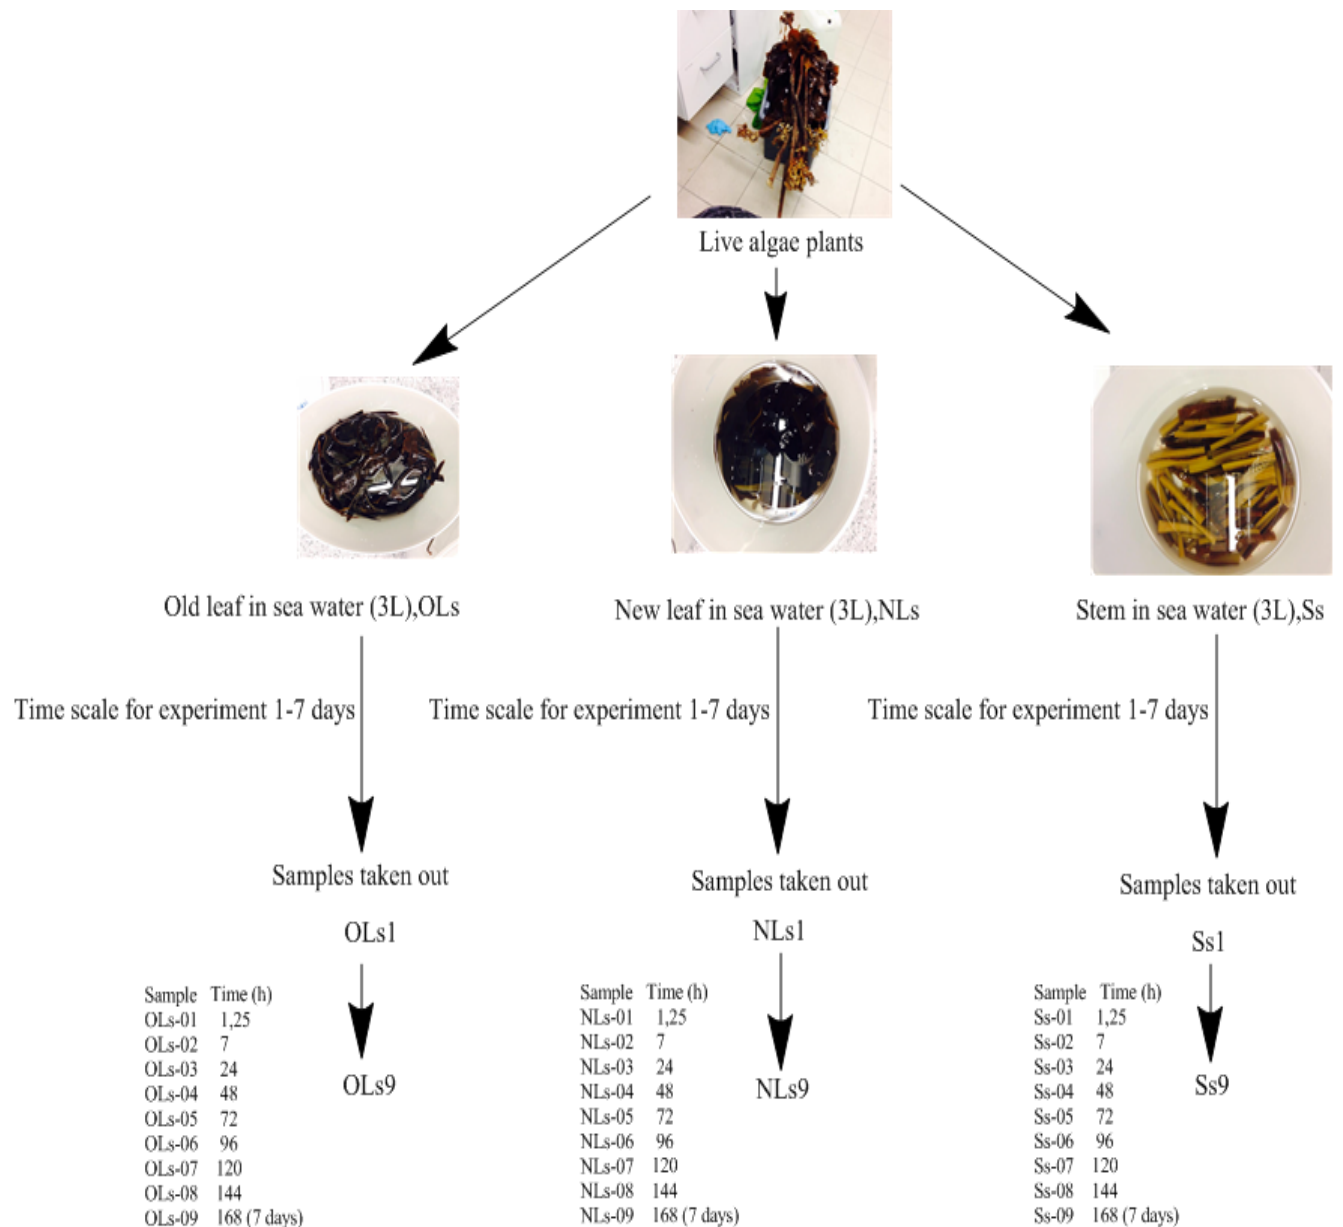 Live algae plants
Old leaf in sea water (3L),OLs
New leaf in sea water (3L),NLs
Stem in sea water (3L),Ss
Time scale for experiment 1-7 days
Time scale for experiment 1-7 days
Time scale for experiment 1-7 days
Samples taken out
Samples taken out
Samples taken out
OLs1
NLs1
Ss1
Sample Time (h)
OLs-01 1,25
OLs-02 7
OLs-03 24
OLs-04 48
OLs-05 72
OLs-06 96
OLs-07 120
OLs-08 144
OLs-09 168 (7 days)
OLs9
Sample Time (h)
NLs-01 1,25
NLs-02 7
NLs-03 24
NLs-04 48
NLs-05 72
NLs-06 96
NLs-07 120
NLs-08 144
NLs-09 168 (7 days)
NLs9
Sample Time (h)
Ss-01 1,25
Ss-02 7
Ss-03 24
Ss-04 48
Ss-05 72
Ss-06 96
Ss-07 120
Ss-08 144
Ss-09 168 (7 days)
Ss9